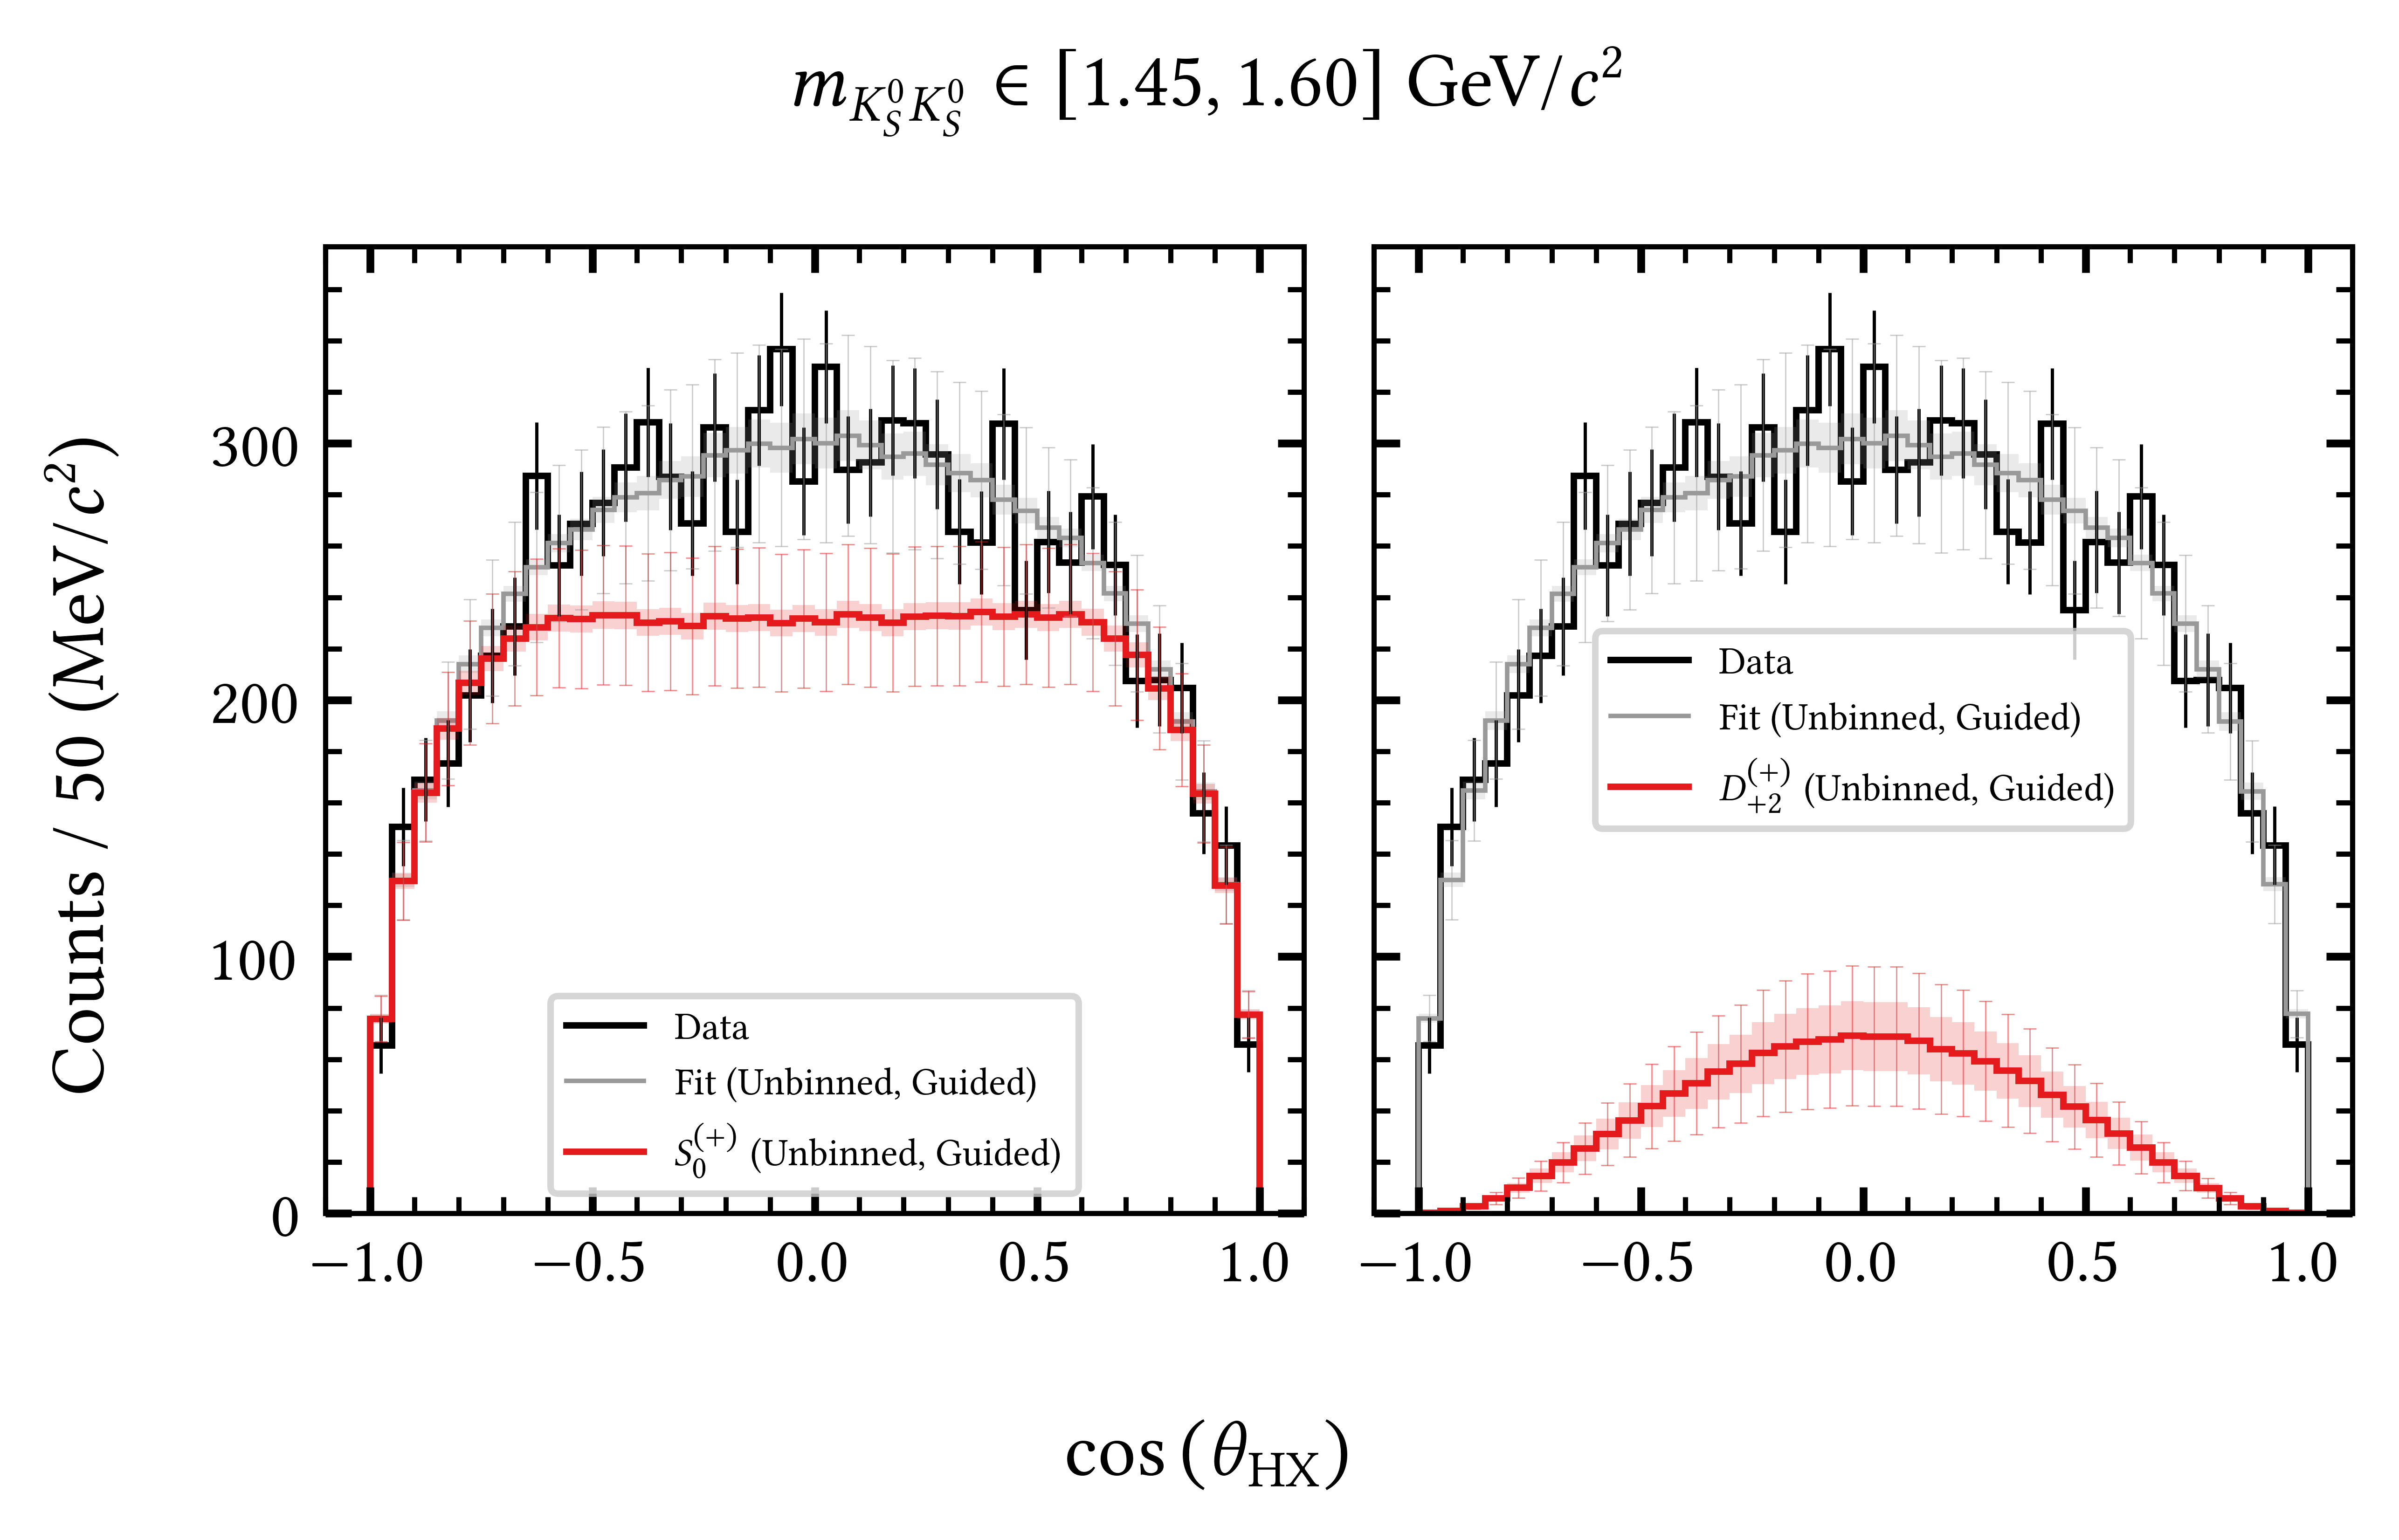 m_{K_S^0 K_S^0} ∈ [1.45, 1.60] GeV/c²
Counts / 50 (MeV/c²)
300
200
100
0
Data
Fit (Unbinned, Guided)
S_0^{(+)} (Unbinned, Guided)
Data
Fit (Unbinned, Guided)
D_{+2}^{(+)} (Unbinned, Guided)
−1.0 −0.5 0.0 0.5 1.0
−1.0 −0.5 0.0 0.5 1.0
cos (θ_{HX})